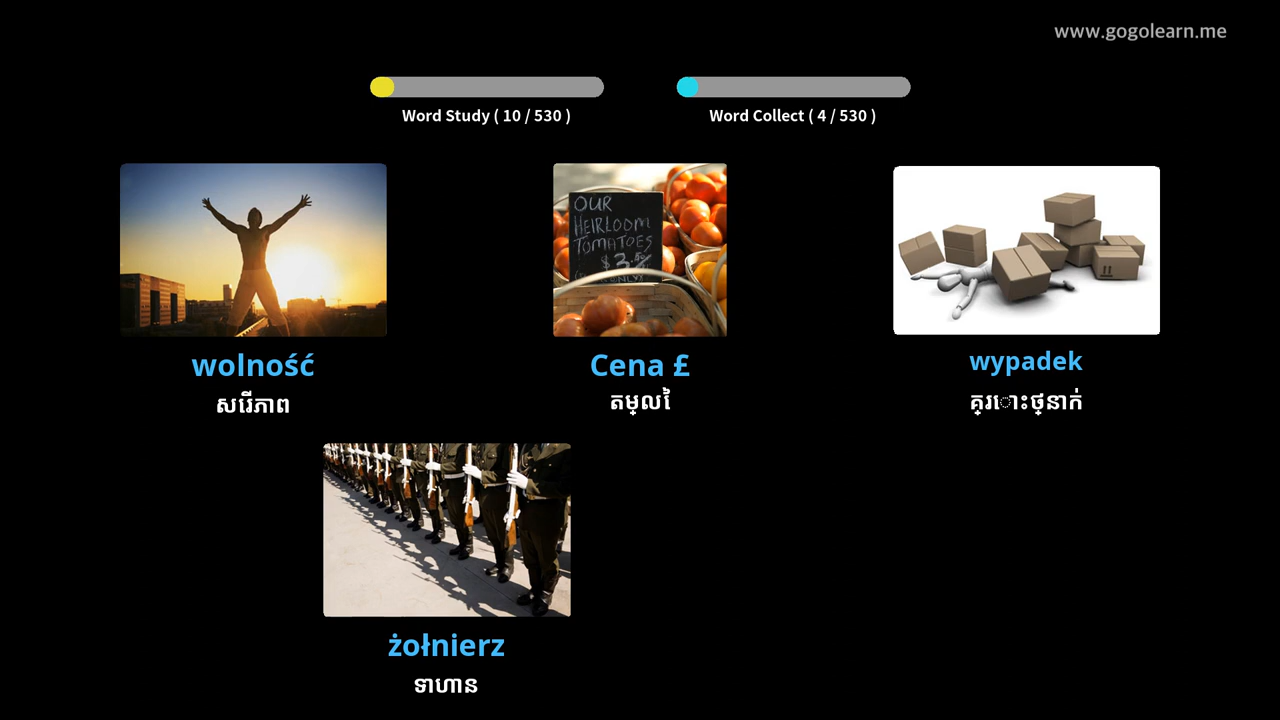 www.gogolearn.me
Word Study ( 10 / 530 )
Word Collect ( 4 / 530 )
OUR
HEIRLOOM
TOMATOES
wolność
Cena £
wypadek
សេរីភាព
តម្លៃ
គ្រោះថ្នាក់
żołnierz
ទាហាន